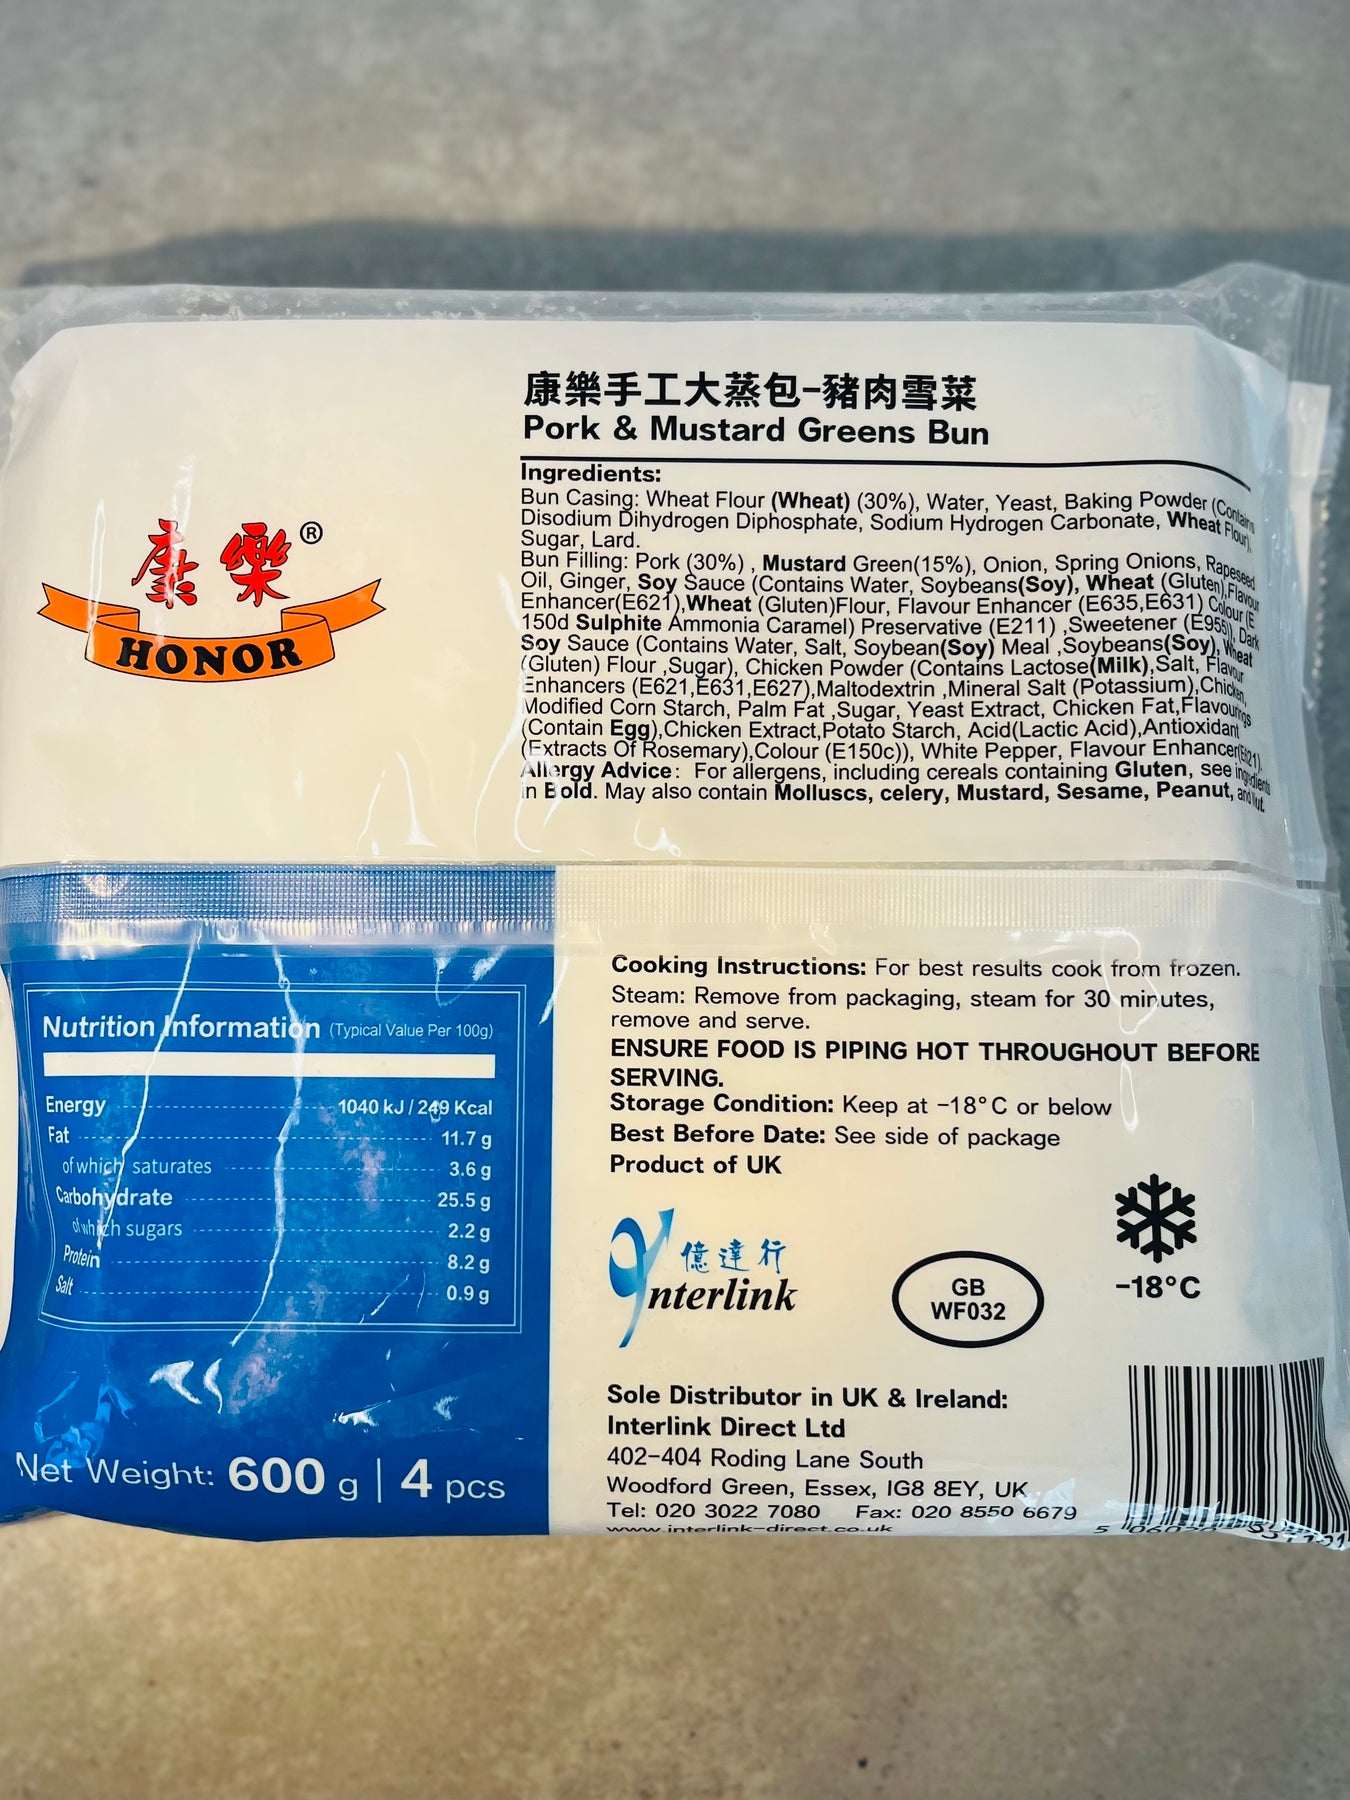 康樂手工大蒸包-豬肉雪菜
Pork & Mustard Greens Bun
Ingredients:
Bun Casing: Wheat Flour (Wheat) (30%), Water, Yeast, Baking Powder (Contains
Disodium Dihydrogen Diphosphate, Sodium Hydrogen Carbonate, Wheat Flour),
Sugar, Lard.
Bun Filling: Pork (30%) , Mustard Green(15%), Onion, Spring Onions, Rapeseed
Oil, Ginger, Soy Sauce (Contains Water, Soybeans(Soy), Wheat (Gluten),Flavour
Enhancer(E621),Wheat (Gluten)Flour, Flavour Enhancer (E635,E631) Colour (E
150d Sulphite Ammonia Caramel) Preservative (E211) ,Sweetener (E955)), Dark
Soy Sauce (Contains Water, Salt, Soybean(Soy) Meal ,Soybeans(Soy), Wheat
(Gluten) Flour ,Sugar), Chicken Powder (Contains Lactose(Milk),Salt, Flavour
Enhancers (E621,E631,E627),Maltodextrin ,Mineral Salt (Potassium),Chicken,
Modified Corn Starch, Palm Fat ,Sugar, Yeast Extract, Chicken Fat,Flavourings
(Contain Egg),Chicken Extract,Potato Starch, Acid(Lactic Acid),Antioxidant
(Extracts Of Rosemary),Colour (E150c)), White Pepper, Flavour Enhancer(E621).
Allergy Advice: For allergens, including cereals containing Gluten, see ingredients
in Bold. May also contain Molluscs, celery, Mustard, Sesame, Peanut, and Nut.
康樂®
HONOR
Nutrition Information (Typical Value Per 100g)
Energy 1040 kJ / 249 Kcal
Fat 11.7 g
of which saturates 3.6 g
Carbohydrate 25.5 g
of which sugars 2.2 g
Protein 8.2 g
Salt 0.9 g
Net Weight: 600 g | 4 pcs
Cooking Instructions: For best results cook from frozen.
Steam: Remove from packaging, steam for 30 minutes,
remove and serve.
ENSURE FOOD IS PIPING HOT THROUGHOUT BEFORE
SERVING.
Storage Condition: Keep at -18°C or below
Best Before Date: See side of package
Product of UK
億達行
Interlink
GB
WF032
-18°C
Sole Distributor in UK & Ireland:
Interlink Direct Ltd
402-404 Roding Lane South
Woodford Green, Essex, IG8 8EY, UK
Tel: 020 3022 7080 Fax: 020 8550 6679
www.interlink-direct.co.uk